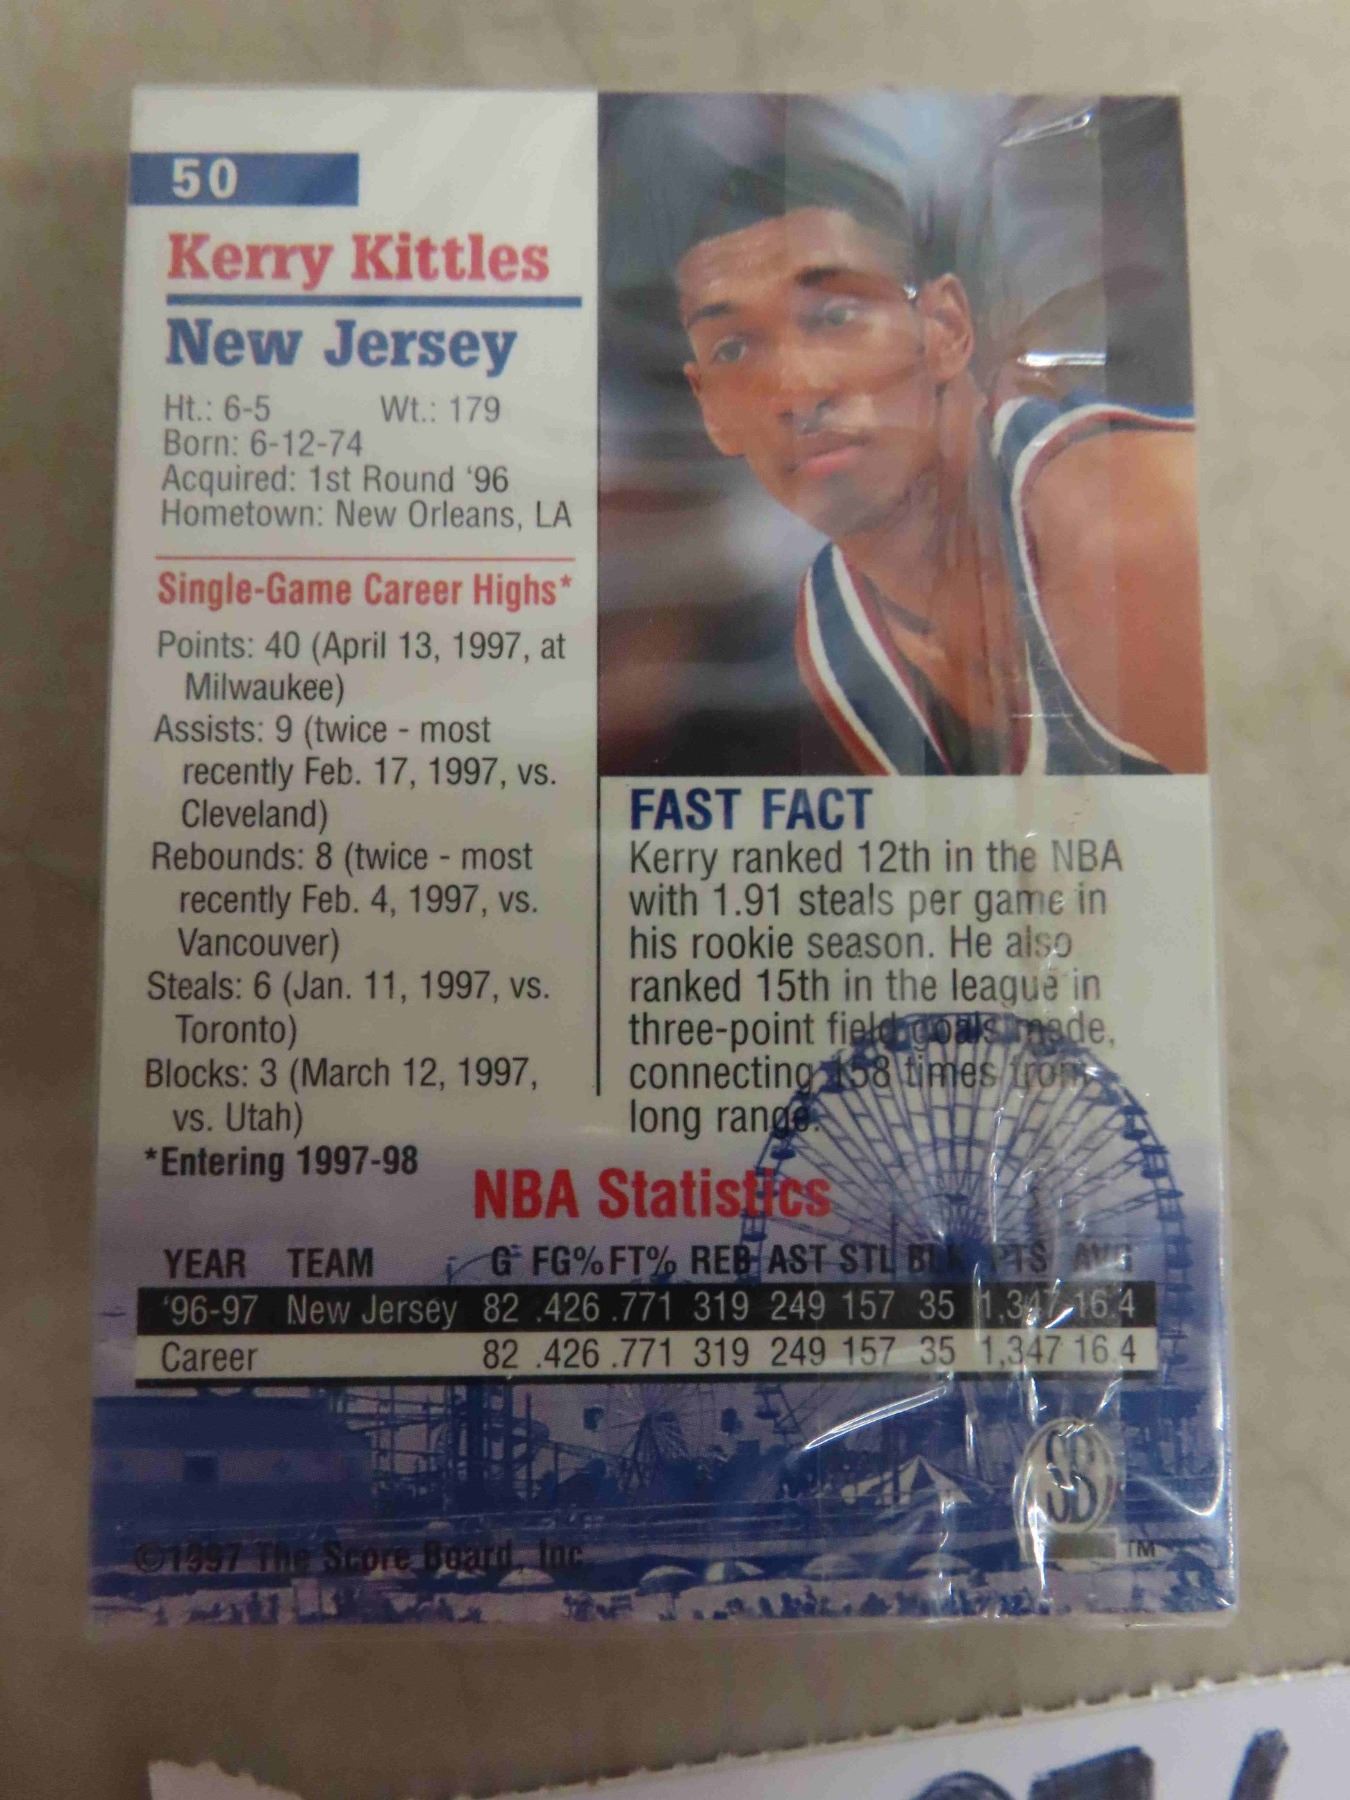 50
Kerry Kittles
New Jersey
Ht.: 6-5 Wt.: 179
Born: 6-12-74
Acquired: 1st Round ‘96
Hometown: New Orleans, LA
Single-Game Career Highs*
Points: 40 (April 13, 1997, at
Milwaukee)
Assists: 9 (twice - most
recently Feb. 17, 1997, vs.
Cleveland)
Rebounds: 8 (twice - most
recently Feb. 4, 1997, vs.
Vancouver)
Steals: 6 (Jan. 11, 1997, vs.
Toronto)
Blocks: 3 (March 12, 1997,
vs. Utah)
*Entering 1997-98
FAST FACT
Kerry ranked 12th in the NBA
with 1.91 steals per game in
his rookie season. He also
ranked 15th in the league in
three-point field goals made,
connecting 158 times from
long range.
NBA Statistics
YEAR TEAM G FG% FT% REB AST STL BLK PTS AVG
‘96-97 New Jersey 82 .426 .771 319 249 157 35 1,347 16.4
Career 82 .426 .771 319 249 157 35 1,347 16.4
SB
TM
©1997 The Score Board, Inc.